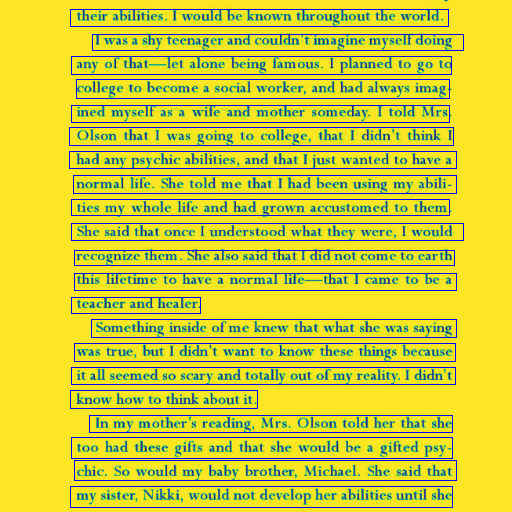 their abilities. I would be known throughout the world.
I was a shy teenager and couldn't imagine myself doing
any of that—let alone being famous. I planned to go to
college to become a social worker, and had always imag-
ined myself as a wife and mother someday. I told Mrs.
Olson that I was going to college, that I didn't think I
had any psychic abilities, and that I just wanted to have a
normal life. She told me that I had been using my abili-
ties my whole life and had grown accustomed to them.
She said that once I understood what they were, I would
recognize them. She also said that I did not come to earth
this lifetime to have a normal life—that I came to be a
teacher and healer.
Something inside of me knew that what she was saying
was true, but I didn't want to know these things because
it all seemed so scary and totally out of my reality. I didn't
know how to think about it.
In my mother's reading, Mrs. Olson told her that she
too had these gifts and that she would be a gifted psy-
chic. So would my baby brother, Michael. She said that
my sister, Nikki, would not develop her abilities until she